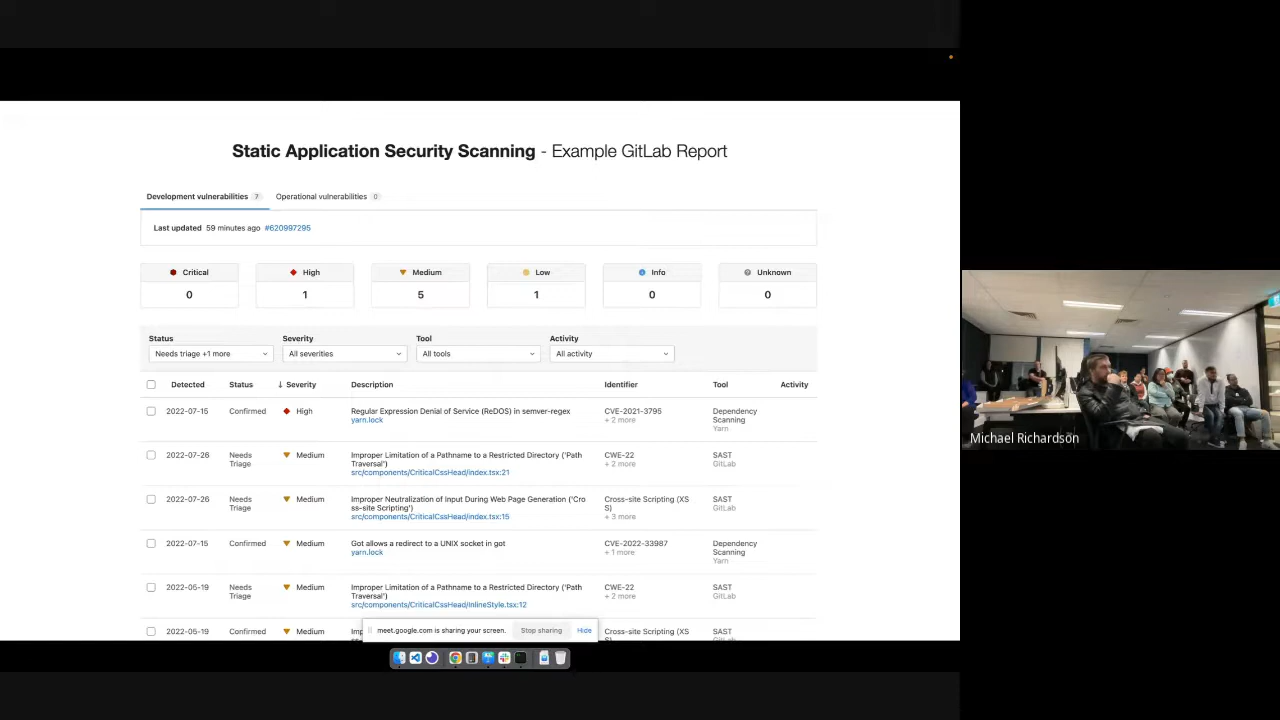 Static Application Security Scanning - Example GitLab Report
Development vulnerabilities 7 Operational vulnerabilities 0
Last updated 59 minutes ago #620997295
Critical High Medium Low Info Unknown
0 1 5 1 0 0
Status Severity Tool Activity
Needs triage +1 more All severities All tools All activity
Detected Status ↓ Severity Description Identifier Tool Activity
2022-07-15 Confirmed High Regular Expression Denial of Service (ReDOS) in semver-regex CVE-2021-3795 Dependency
yarn.lock + 2 more Scanning
Yarn
2022-07-26 Needs Medium Improper Limitation of a Pathname to a Restricted Directory ('Path CWE-22 SAST
Triage Traversal') + 2 more GitLab
src/components/CriticalCssHead/index.tsx:21
2022-07-26 Needs Medium Improper Neutralization of Input During Web Page Generation ('Cro Cross-site Scripting (XS SAST
Triage ss-site Scripting') S) GitLab
src/components/CriticalCssHead/index.tsx:15 + 3 more
2022-07-15 Confirmed Medium Got allows a redirect to a UNIX socket in got CVE-2022-33987 Dependency
yarn.lock + 1 more Scanning
Yarn
2022-05-19 Needs Medium Improper Limitation of a Pathname to a Restricted Directory ('Path CWE-22 SAST
Triage Traversal') + 2 more GitLab
src/components/CriticalCssHead/InlineStyle.tsx:12
2022-05-19 Confirmed Medium Cross-site Scripting (XS SAST
meet.google.com is sharing your screen. Stop sharing Hide
Michael Richardson